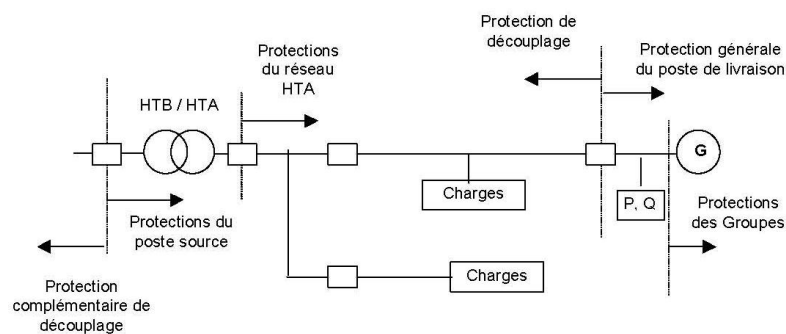 Protection de
découplage
Protections
du réseau
HTA
Protection générale
du poste de livraison
HTB / HTA
G
Charges
P, Q
Protections
des Groupes
Protections du
poste source
Charges
Protection
complémentaire de
découplage